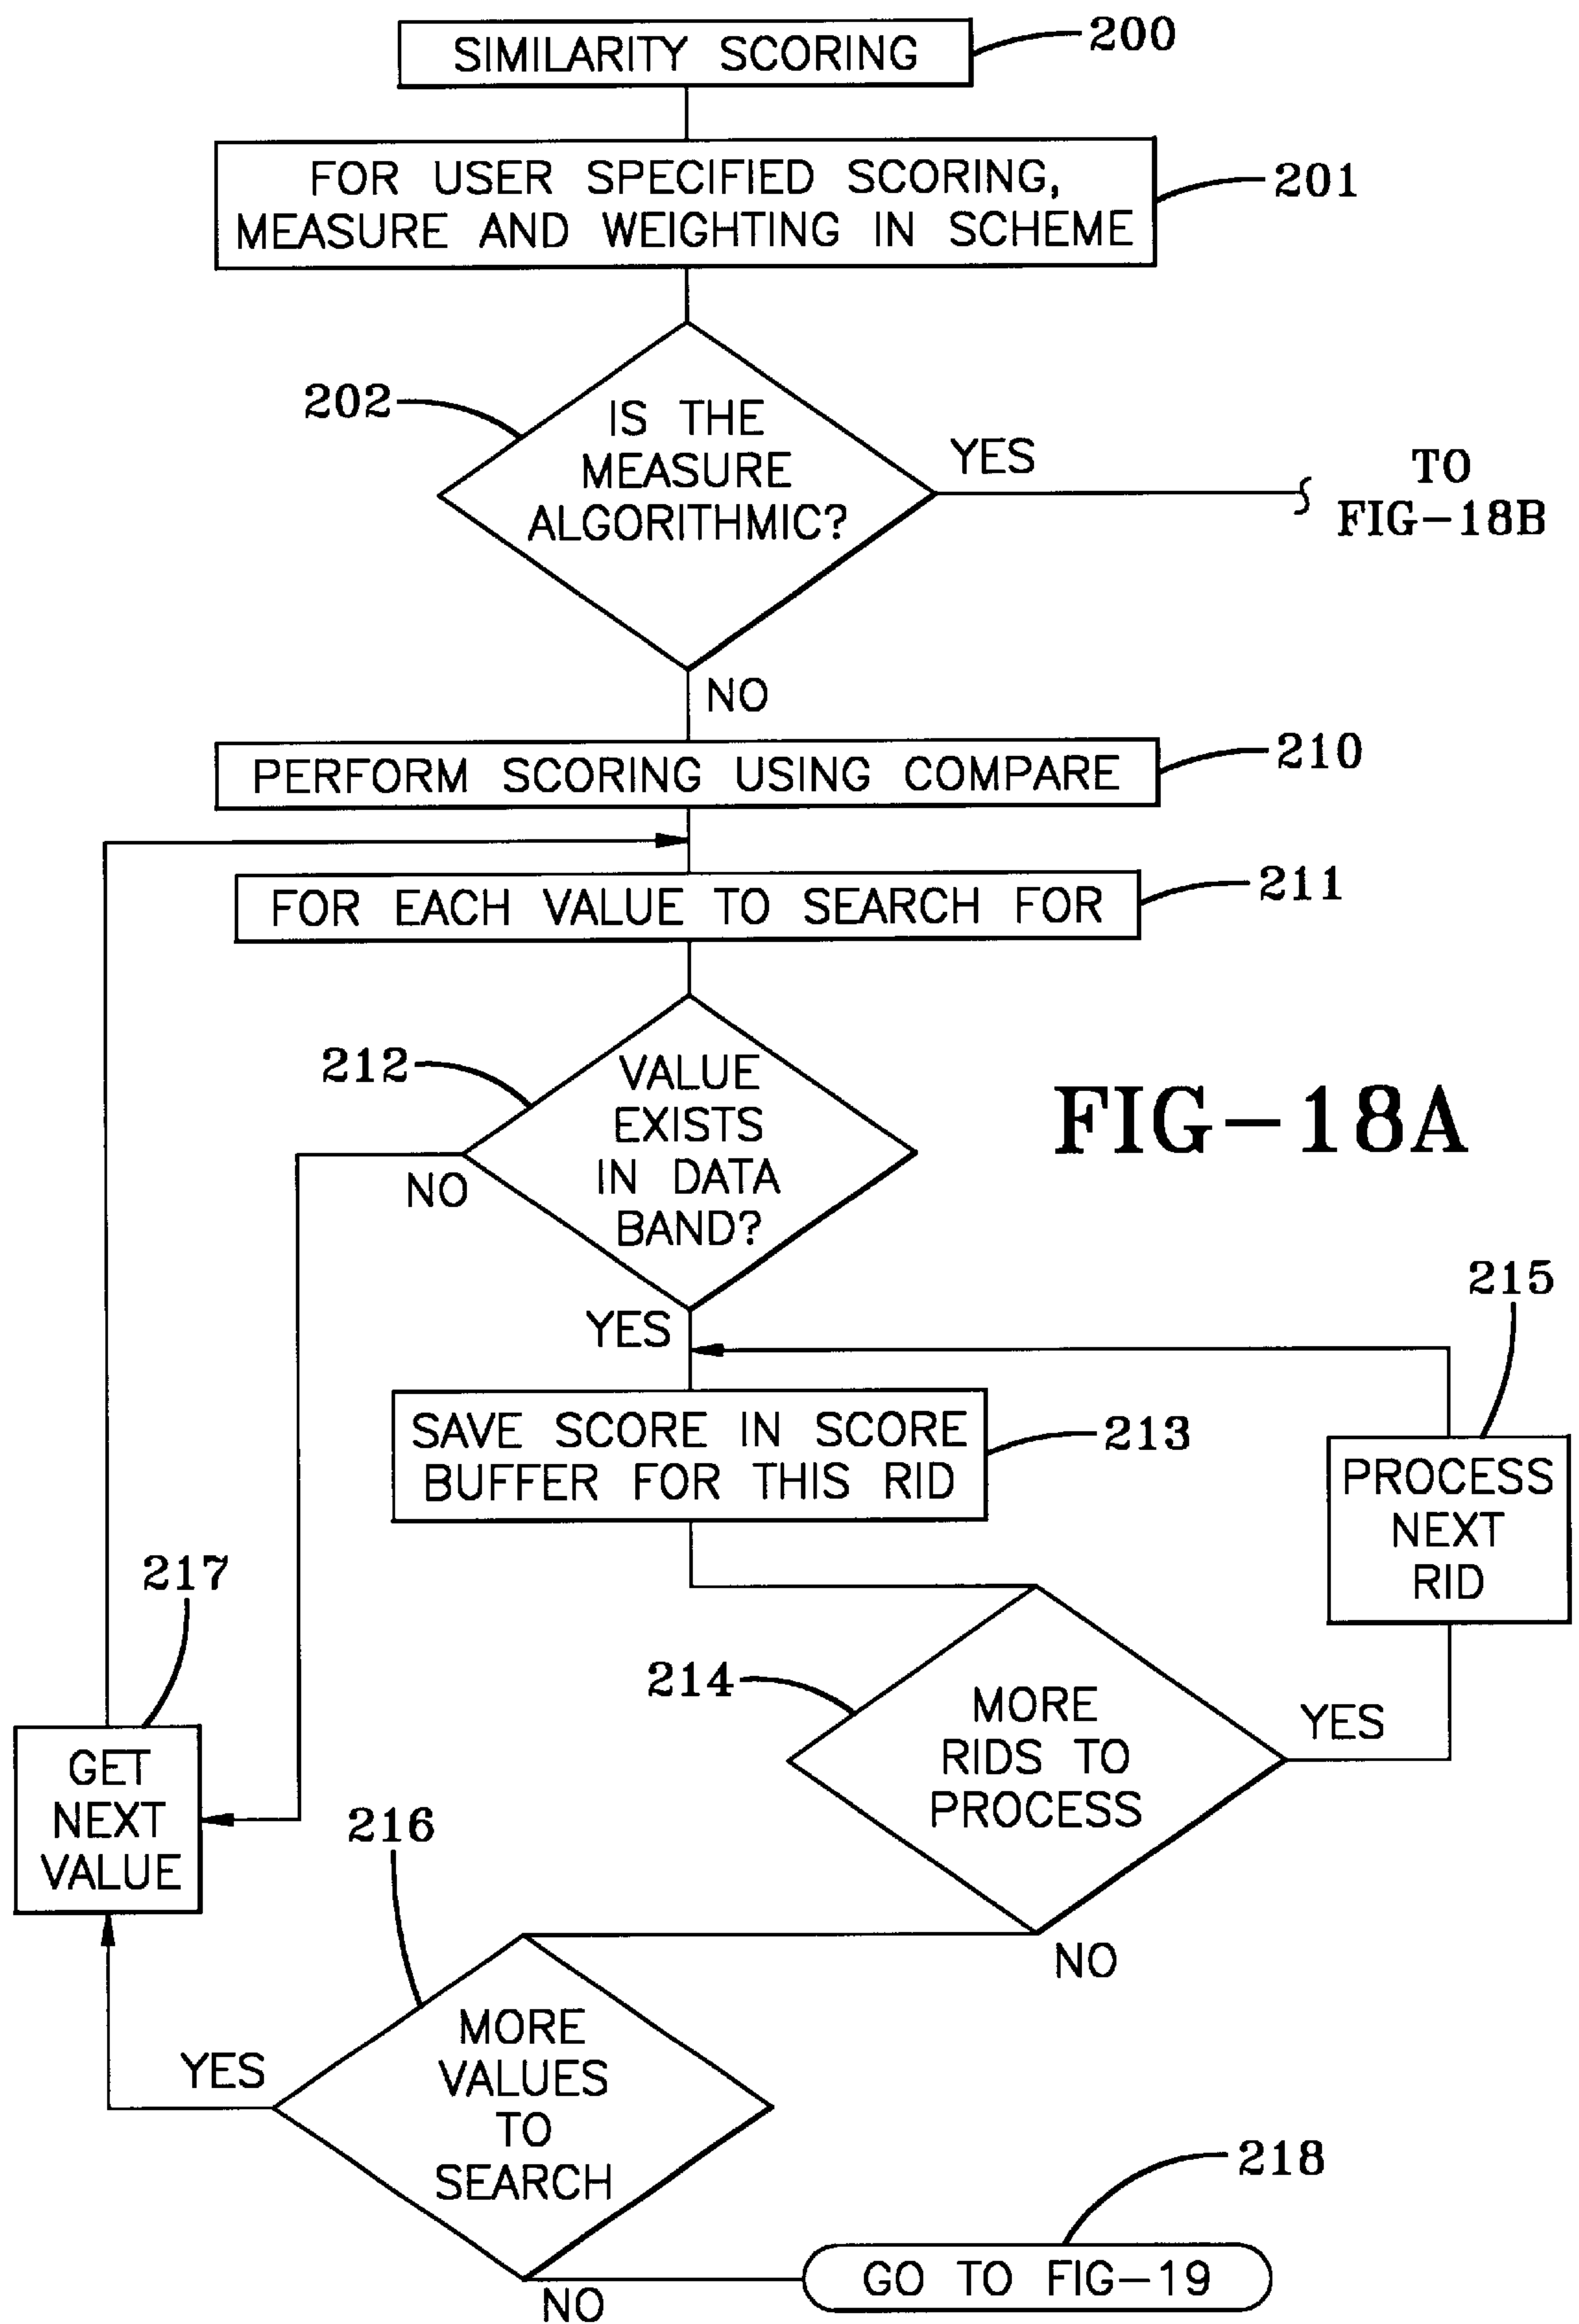 SIMILARITY SCORING
200
FOR USER SPECIFIED SCORING,
MEASURE AND WEIGHTING IN SCHEME
201
202
IS THE
MEASURE
ALGORITHMIC?
YES
TO
FIG-18B
NO
PERFORM SCORING USING COMPARE
210
FOR EACH VALUE TO SEARCH FOR
211
212
VALUE
EXISTS
IN DATA
BAND?
NO
YES
FIG-18A
SAVE SCORE IN SCORE
BUFFER FOR THIS RID
213
215
PROCESS
NEXT
RID
214
MORE
RIDS TO
PROCESS
YES
NO
217
GET
NEXT
VALUE
216
MORE
VALUES
TO
SEARCH
YES
NO
218
GO TO FIG-19